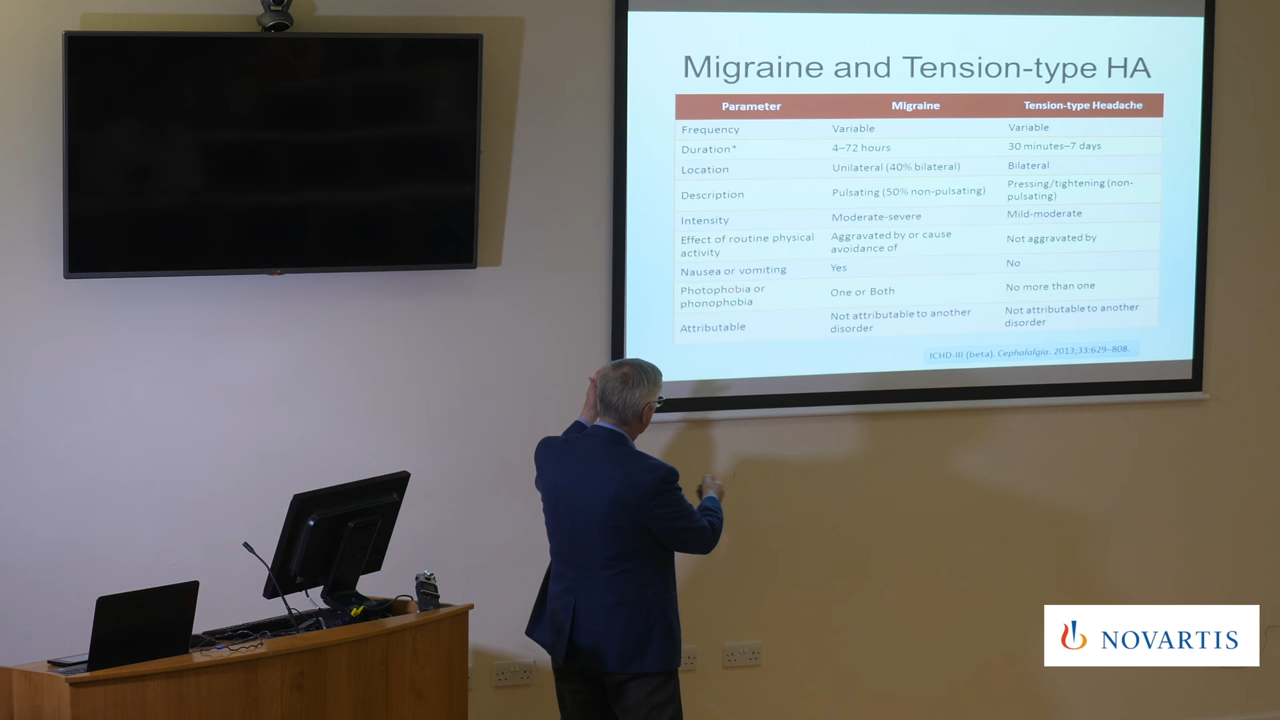 Migraine and Tension-type HA
Parameter Migraine Tension-type Headache
Frequency Variable Variable
Duration* 4–72 hours 30 minutes–7 days
Location Unilateral (40% bilateral) Bilateral
Description Pulsating (50% non-pulsating) Pressing/tightening (non-
pulsating)
Intensity Moderate-severe Mild-moderate
Effect of routine physical Aggravated by or cause Not aggravated by
activity avoidance of
Nausea or vomiting Yes No
Photophobia or One or Both No more than one
phonophobia
Attributable Not attributable to another Not attributable to another
disorder disorder
ICHD-III (beta). Cephalalgia. 2013;33:629–808.
NOVARTIS